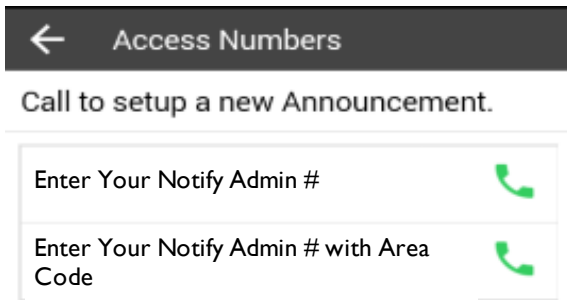 Access Numbers
Call to setup a new Announcement.
Enter Your Notify Admin #
Enter Your Notify Admin # with Area
Code